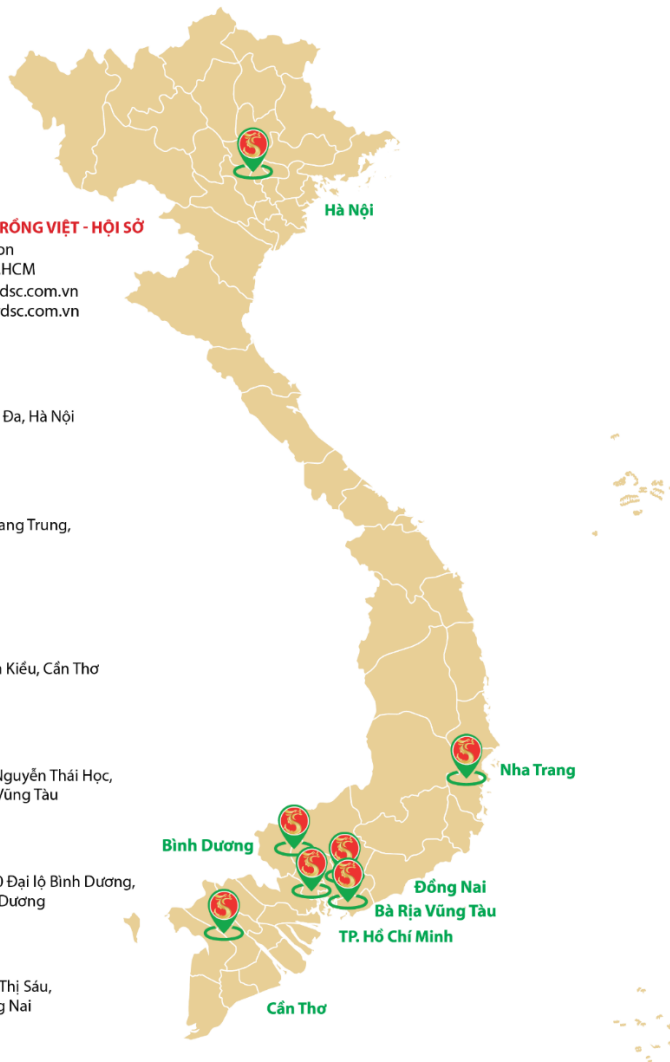 Hà Nội
RỒNG VIỆT - HỘI SỞ
on
.HCM
dsc.com.vn
dsc.com.vn
Đa, Hà Nội
ang Trung,
Kiều, Cần Thơ
Nguyễn Thái Học,
Vũng Tàu
Nha Trang
Bình Dương
Đại lộ Bình Dương,
Dương
Đồng Nai
Bà Rịa Vũng Tàu
TP. Hồ Chí Minh
Thị Sáu,
g Nai
Cần Thơ